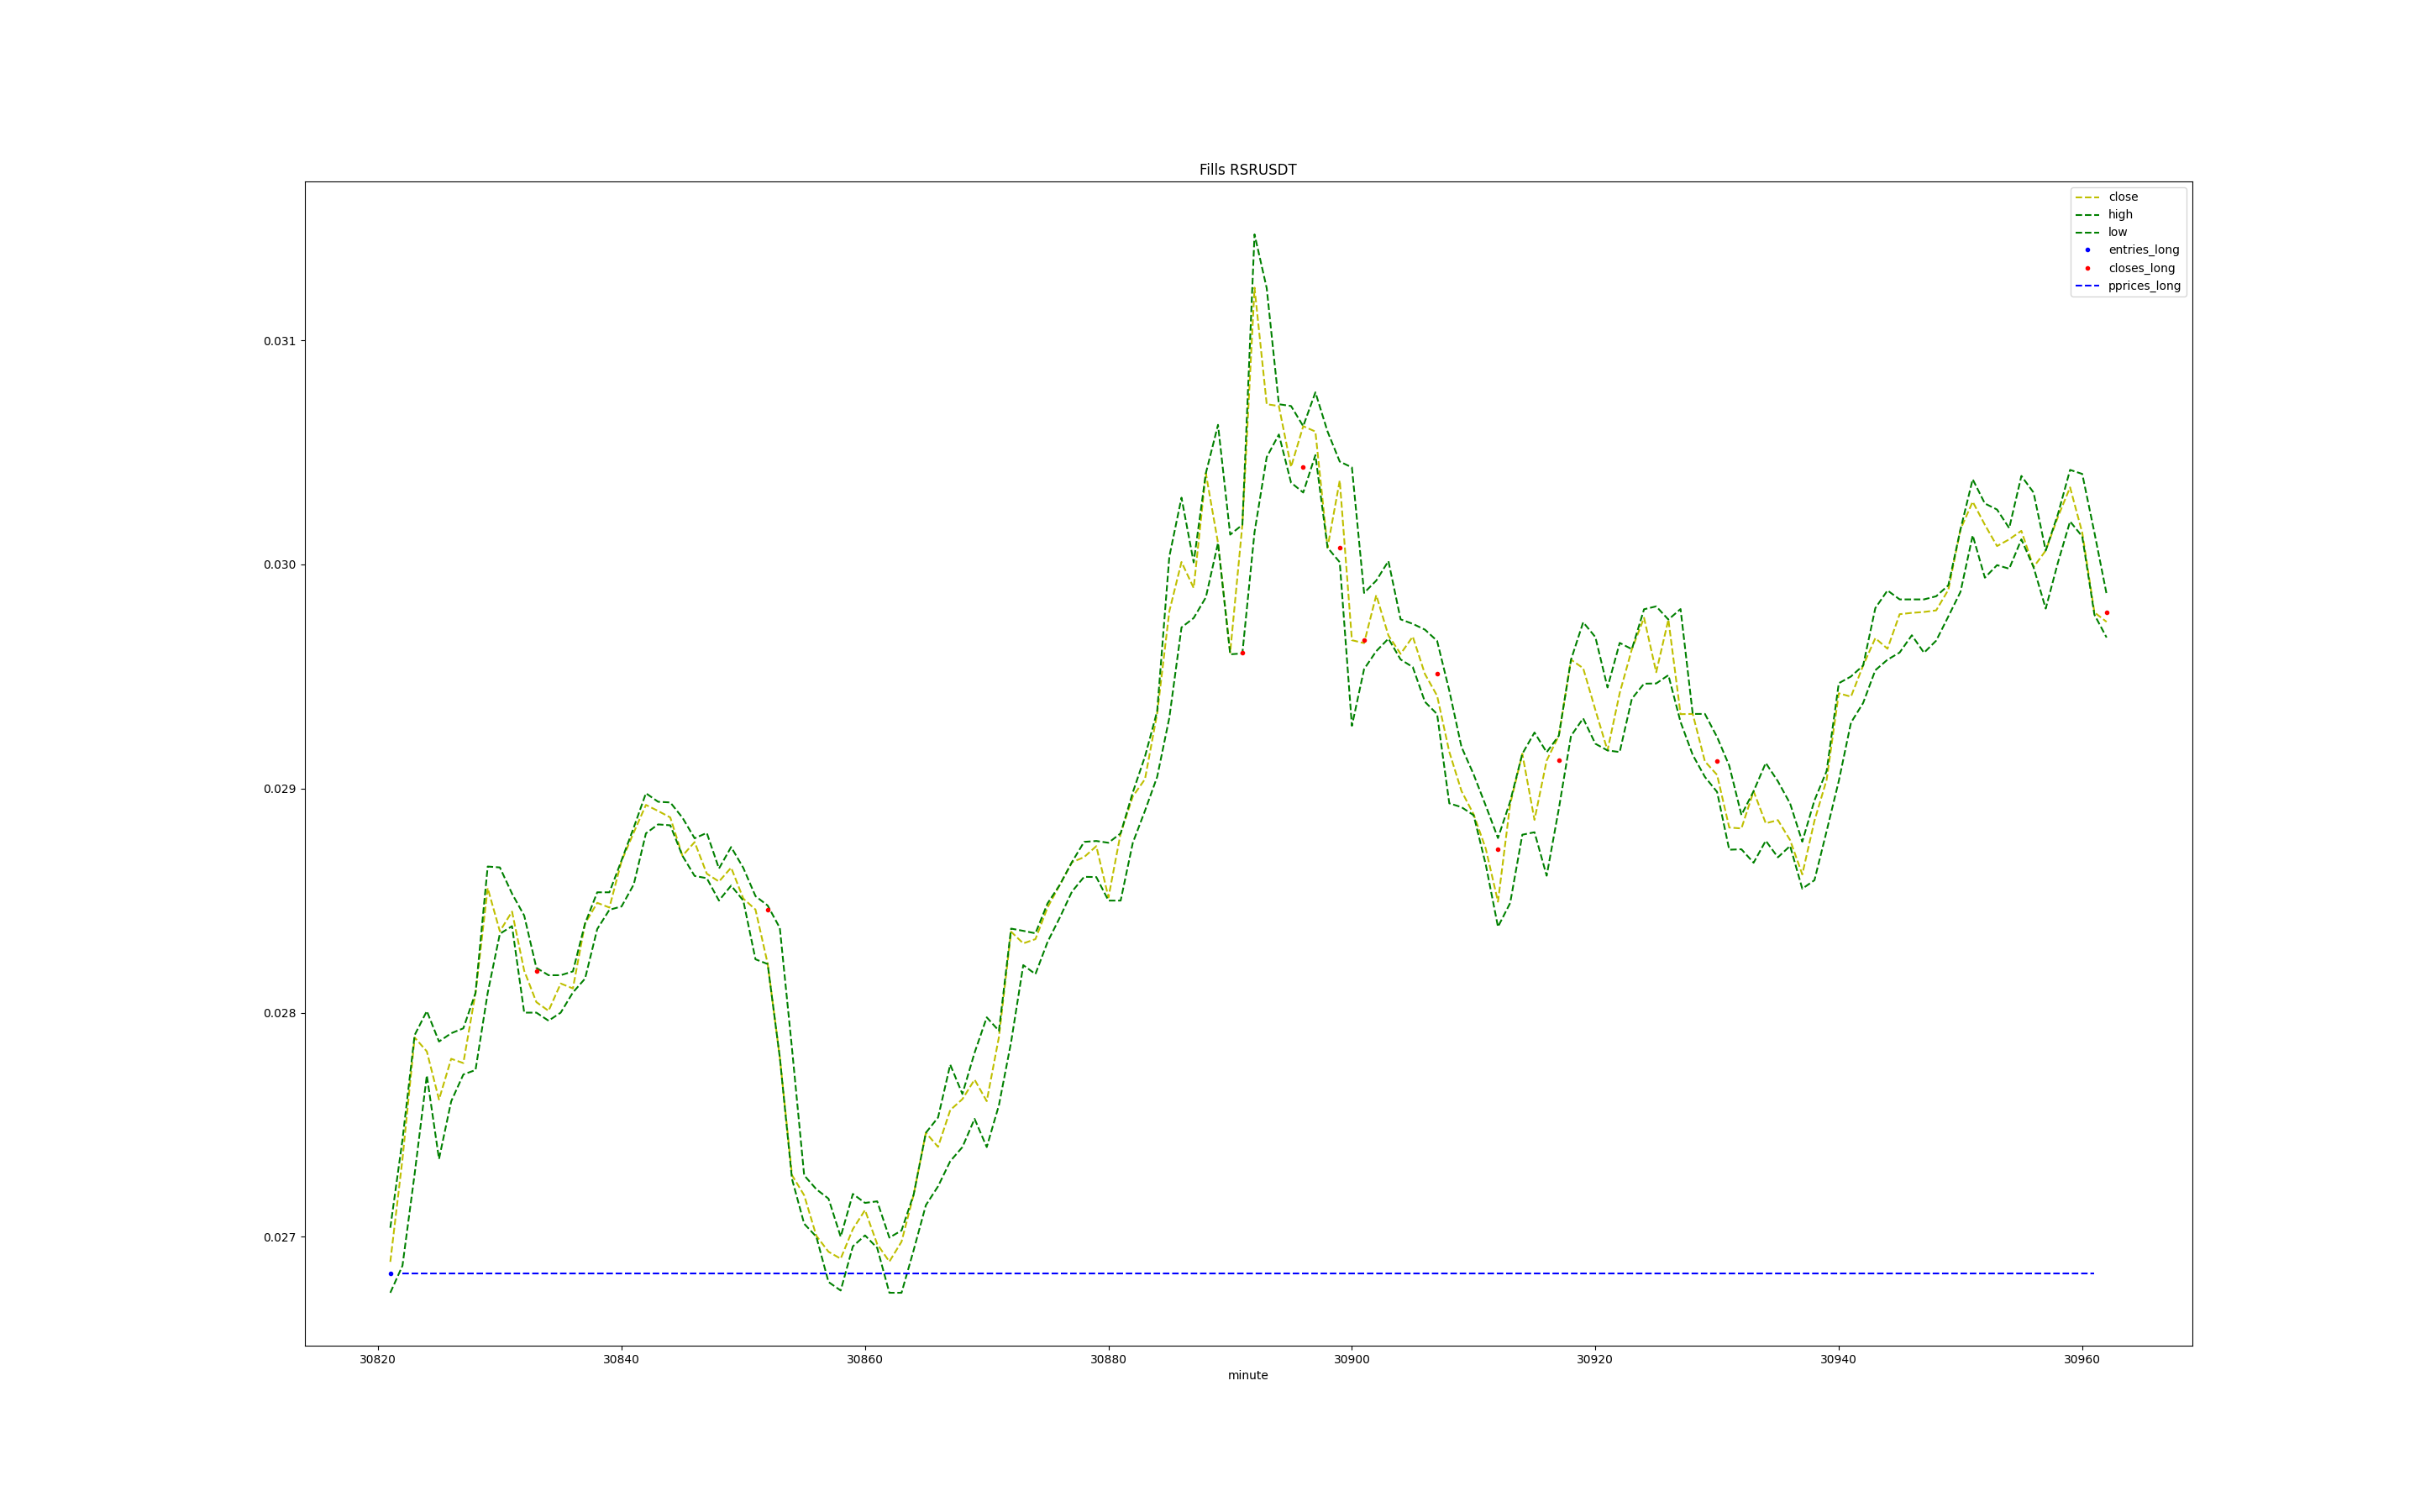 Fills RSRUSDT
close
high
low
entries_long
closes_long
pprices_long
0.031
0.030
0.029
0.028
0.027
30820 30840 30860 30880 30900 30920 30940 30960
minute